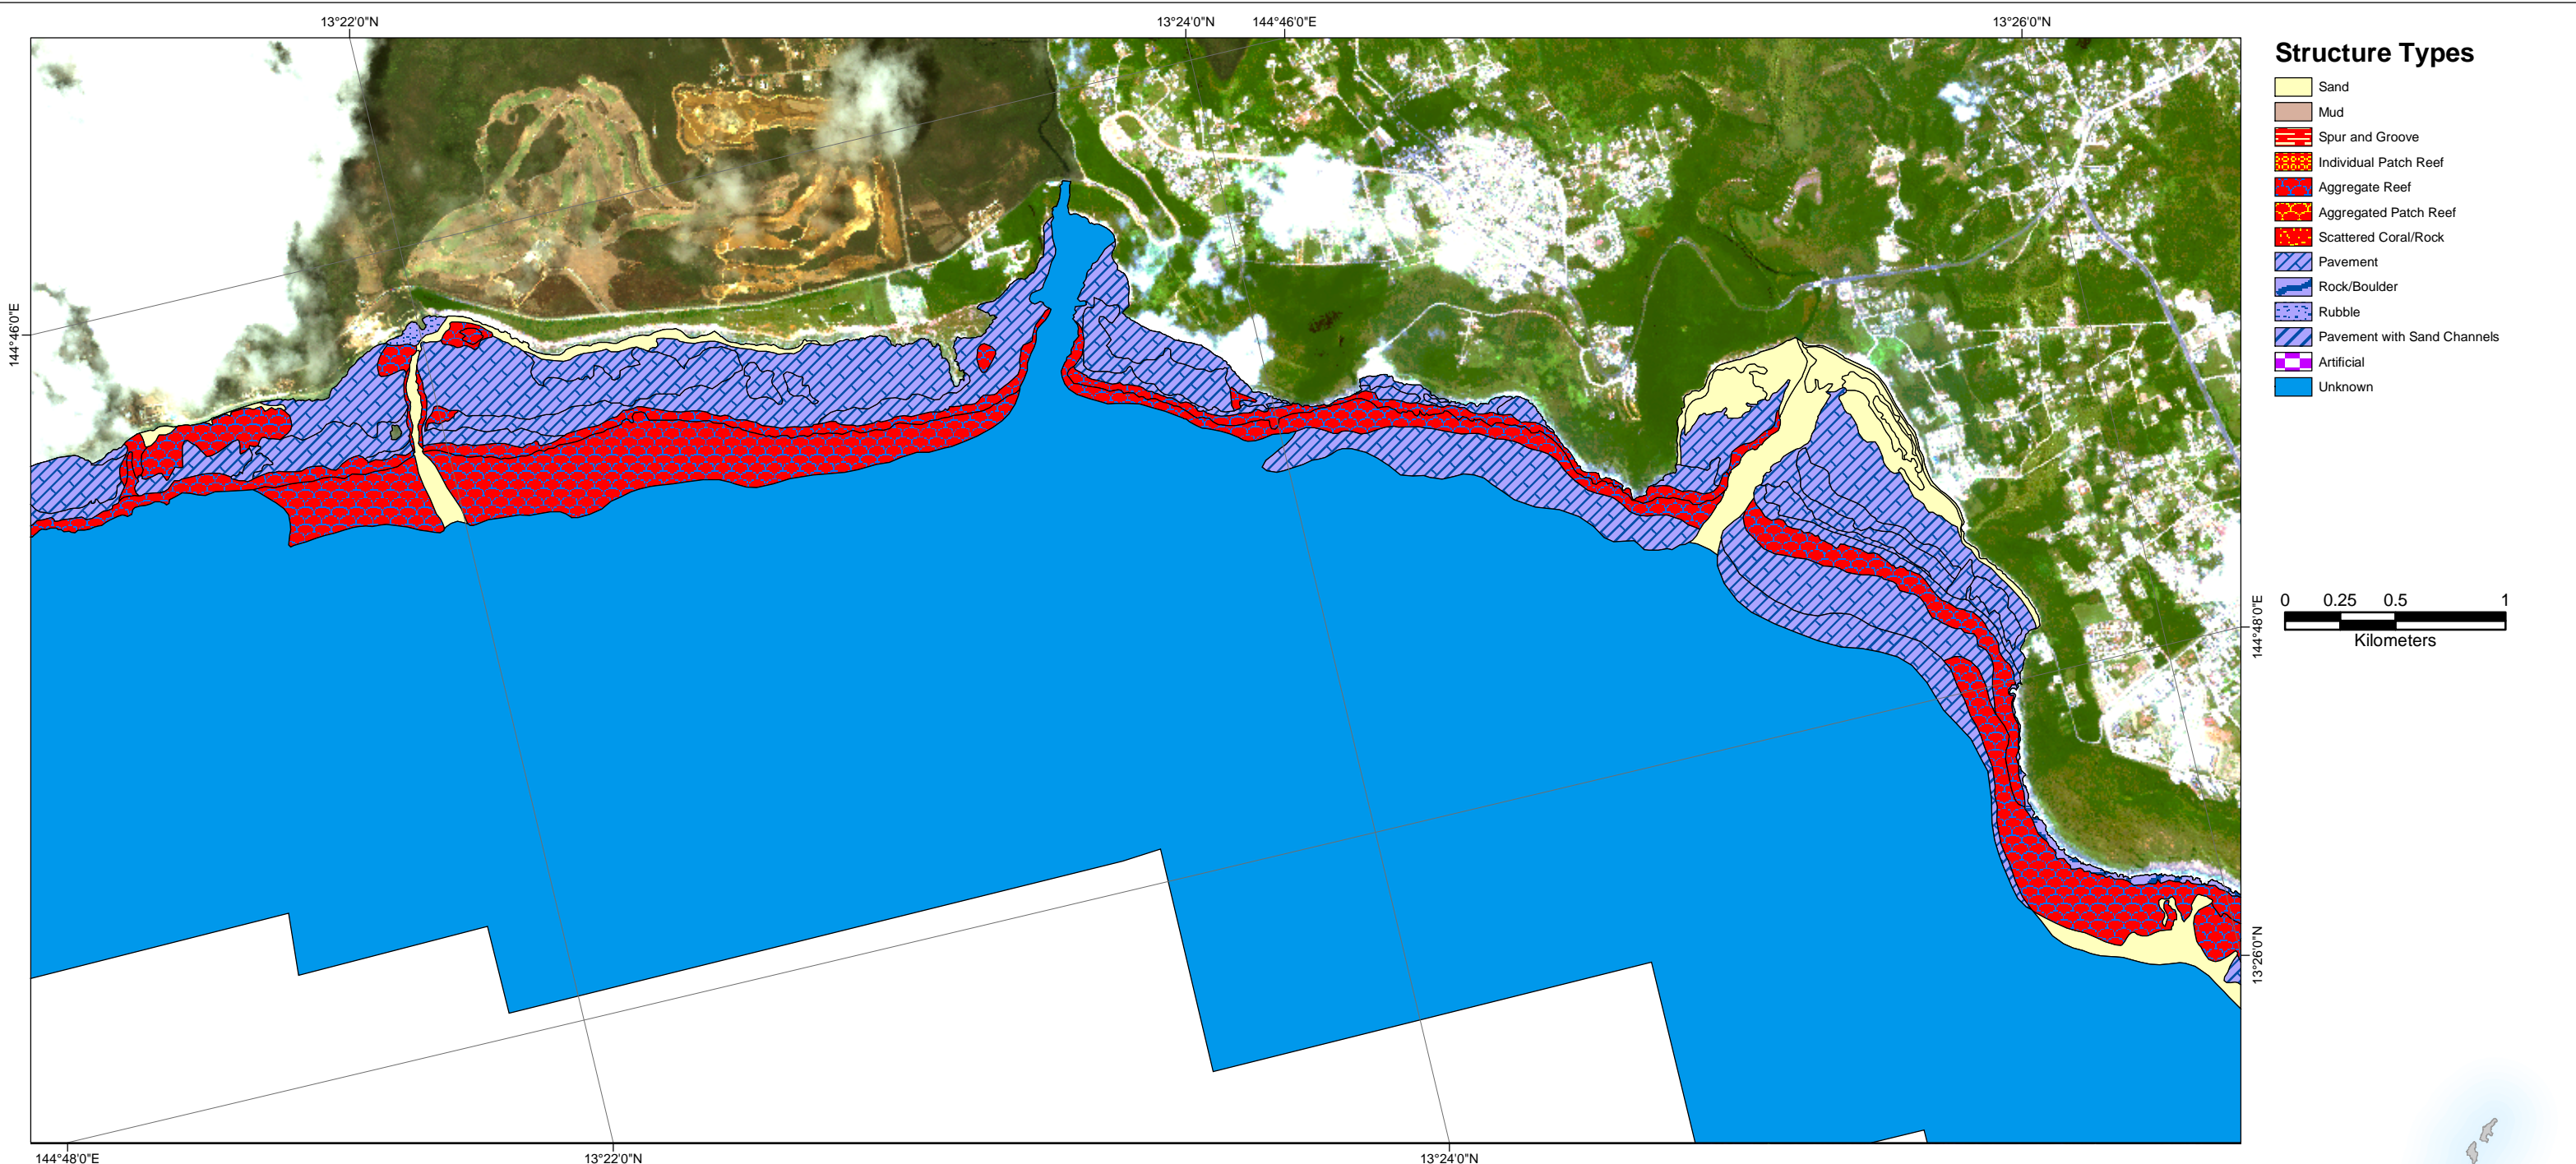 13°22'0"N
13°24'0"N
144°46'0"E
13°26'0"N
Structure Types
Sand
Mud
Spur and Groove
Individual Patch Reef
Aggregate Reef
Aggregated Patch Reef
Scattered Coral/Rock
Pavement
Rock/Boulder
Rubble
Pavement with Sand Channels
Artificial
Unknown
144°46'0"E
144°48'0"E
0 0.25 0.5 1
Kilometers
13°26'0"N
144°48'0"E
13°22'0"N
13°24'0"N